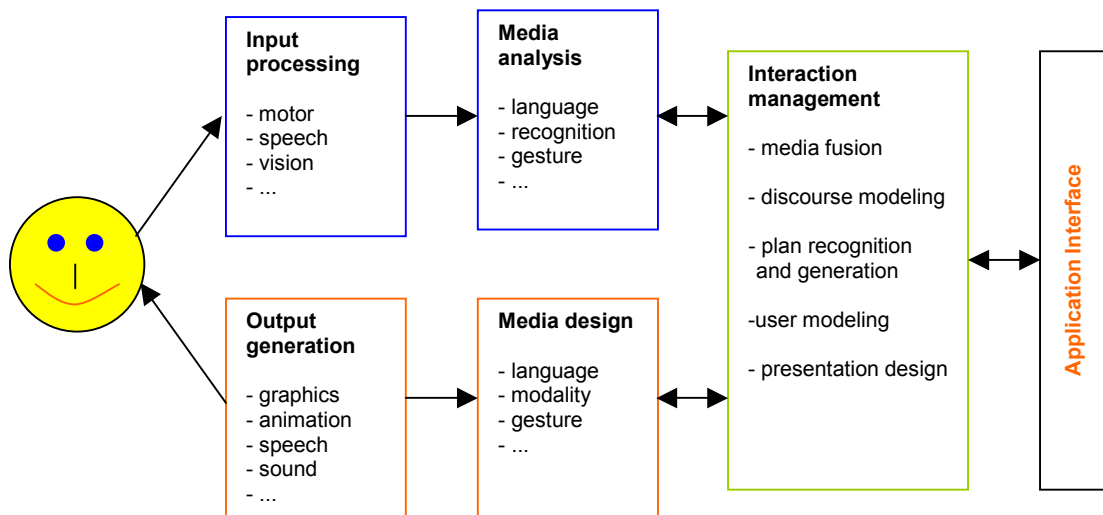 Input
processing
- motor
- speech
- vision
- ...
Media
analysis
- language
- recognition
- gesture
- ...
Interaction
management
- media fusion
- discourse modeling
- plan recognition
and generation
-user modeling
- presentation design
Application Interface
Output
generation
- graphics
- animation
- speech
- sound
- ...
Media design
- language
- modality
- gesture
- ...